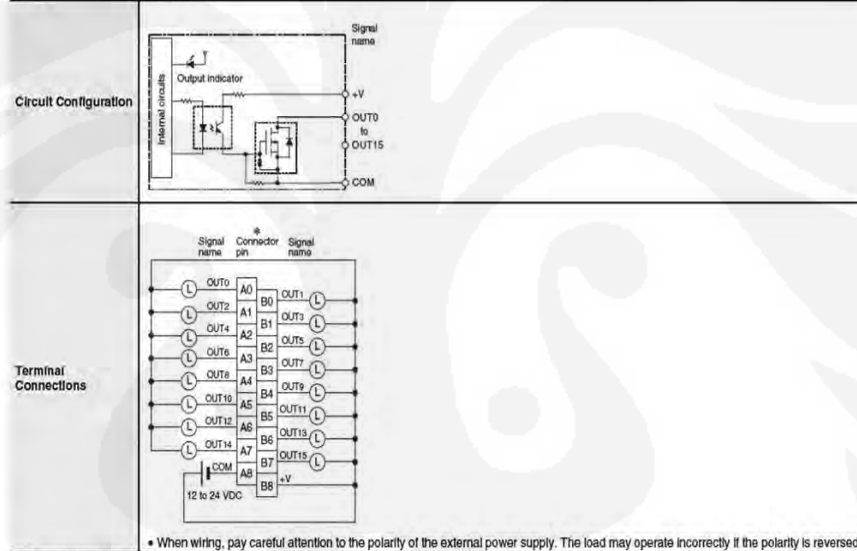 Circuit Configuration
Signal
name
Internal circuits
Output indicator
+V
OUT0
to
OUT15
COM
Terminal
Connections
*
Signal
name
Connector
pin
Signal
name
OUT0 A0
B0 OUT1
OUT2 A1
B1 OUT3
OUT4 A2
B2 OUT5
OUT6 A3
B3 OUT7
OUT8 A4
B4 OUT9
OUT10 A5
B5 OUT11
OUT12 A6
B6 OUT13
OUT14 A7
B7 OUT15
COM A8
B8 +V
L L L L L L L L
L L L L L L L L
12 to 24 VDC
• When wiring, pay careful attention to the polarity of the external power supply. The load may operate incorrectly if the polarity is reversed